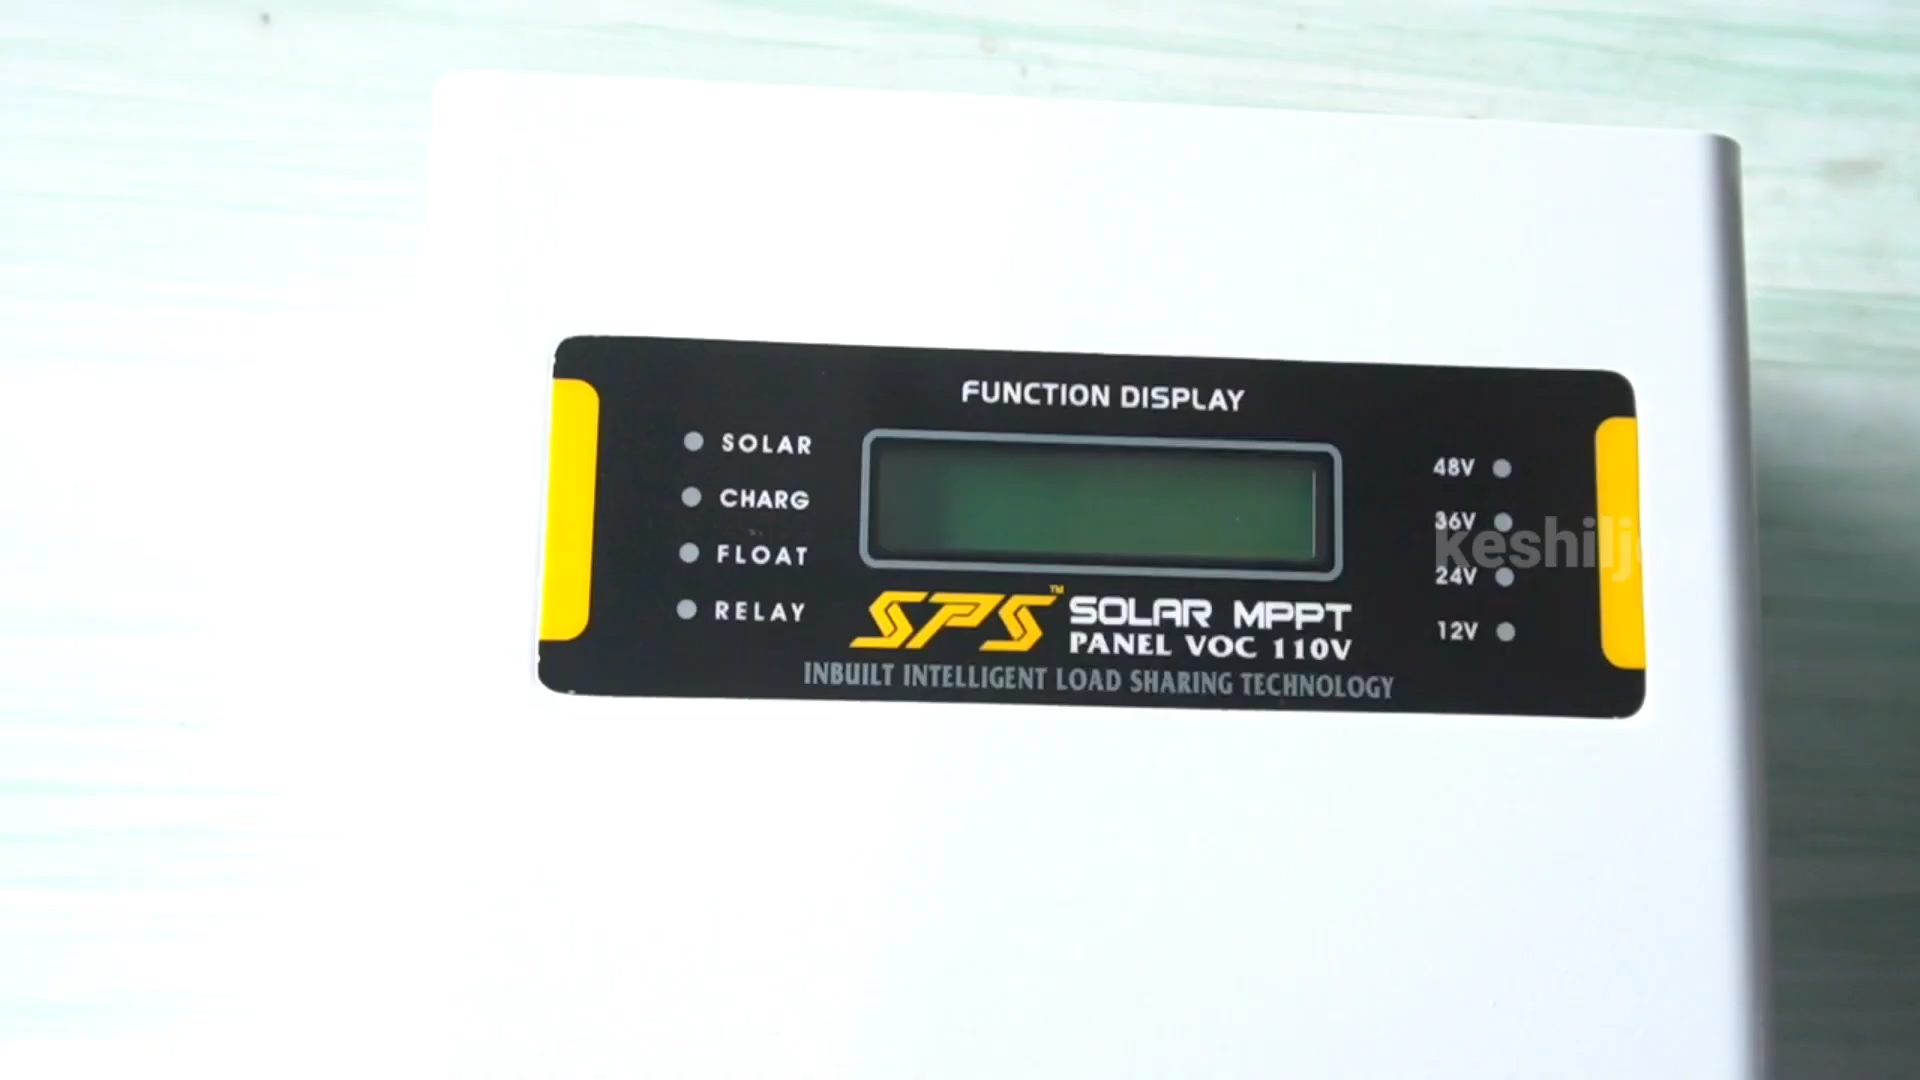 FUNCTION DISPLAY
SOLAR
CHARG
FLOAT
RELAY
48V
36V
24V
12V
keshilj
SPS™ SOLAR MPPT
PANEL VOC 110V
INBUILT INTELLIGENT LOAD SHARING TECHNOLOGY